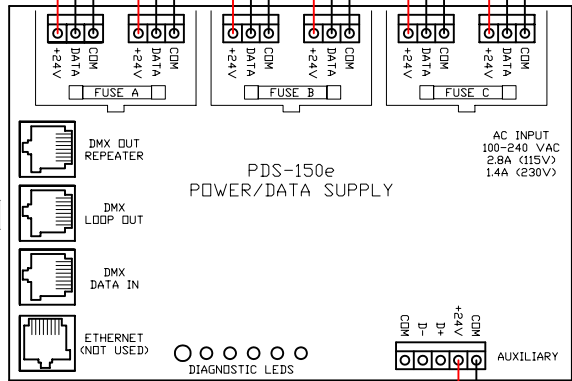 +24V DATA COM +24V DATA COM +24V DATA COM +24V DATA COM +24V DATA COM +24V DATA COM
FUSE A FUSE B FUSE C
DMX OUT
REPEATER
AC INPUT
100-240 VAC
2.8A (115V)
1.4A (230V)
PDS-150e
POWER/DATA SUPPLY
DMX
LOOP OUT
DMX
DATA IN
ETHERNET
(NOT USED)
DIAGNOSTIC LEDS
COM D- D+ +24V COM
AUXILIARY